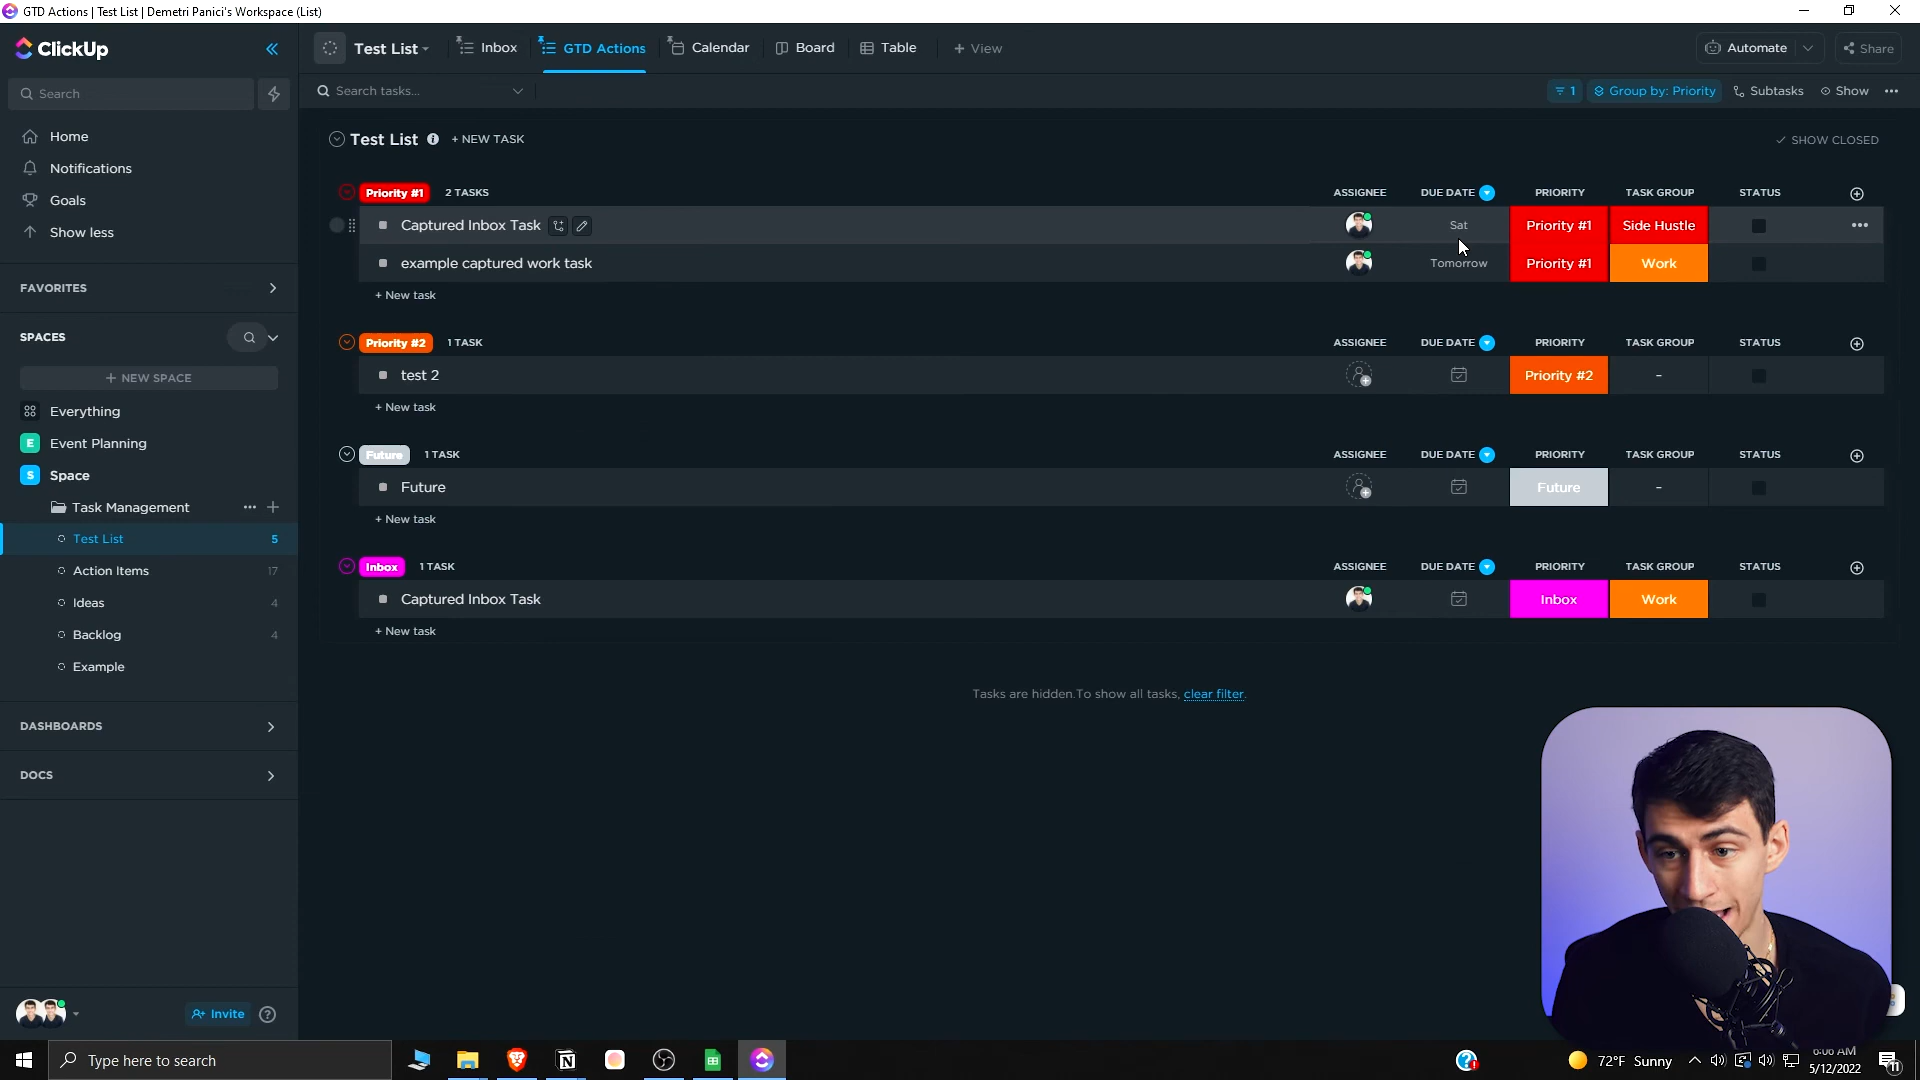 GTD Actions | Test List | Demetri Panici's Workspace (List)
ClickUp
Test List
Inbox
GTD Actions
Calendar
Board
Table
+ View
Automate
Share
Search
Search tasks...
1
Group by: Priority
Subtasks
Show
Home
Notifications
Goals
Show less
FAVORITES
SPACES
+ NEW SPACE
Everything
E Event Planning
S Space
Task Management
Test List 5
Action Items 17
Ideas 4
Backlog 4
Example
DASHBOARDS
DOCS
Invite
Test List + NEW TASK
SHOW CLOSED
Priority #1 2 TASKS ASSIGNEE DUE DATE PRIORITY TASK GROUP STATUS
Captured Inbox Task Sat Priority #1 Side Hustle
example captured work task Tomorrow Priority #1 Work
+ New task
Priority #2 1 TASK ASSIGNEE DUE DATE PRIORITY TASK GROUP STATUS
test 2 Priority #2 -
+ New task
Future 1 TASK ASSIGNEE DUE DATE PRIORITY TASK GROUP STATUS
Future Future -
+ New task
Inbox 1 TASK ASSIGNEE DUE DATE PRIORITY TASK GROUP STATUS
Captured Inbox Task Inbox Work
+ New task
Tasks are hidden.To show all tasks, clear filter.
Type here to search
72°F Sunny
6:06 AM
5/12/2022
11